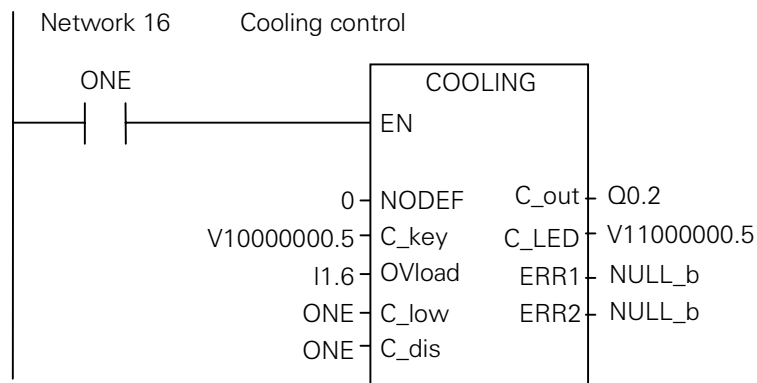 Network 16 Cooling control
ONE
COOLING
EN
0 NODEF C_out Q0.2
V10000000.5 C_key C_LED V11000000.5
I1.6 OVload ERR1 NULL_b
ONE C_low ERR2 NULL_b
ONE C_dis